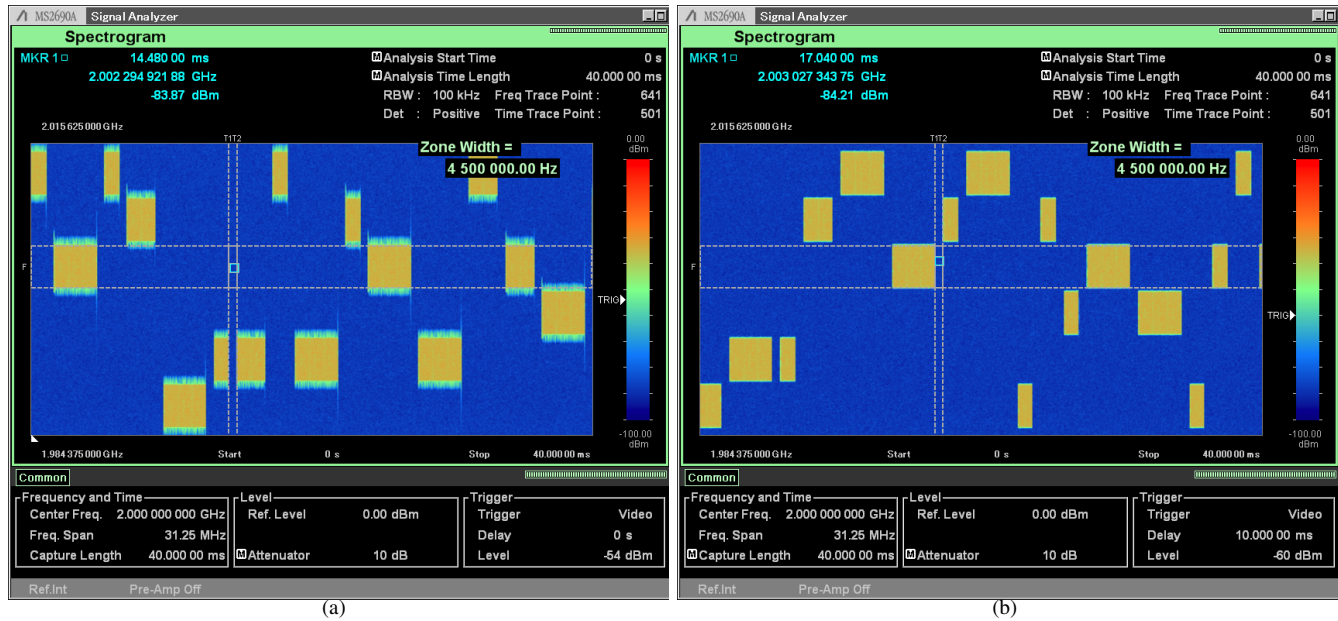 MS2690A Signal Analyzer
Spectrogram
MKR 1 14.480 00 ms
2.002 294 921 88 GHz
-83.87 dBm
M Analysis Start Time 0 s
M Analysis Time Length 40.000 00 ms
RBW : 100 kHz Freq Trace Point : 641
Det : Positive Time Trace Point : 501
2.015 625 000 GHz
T1T2
0.00
dBm
Zone Width =
4 500 000.00 Hz
F
TRIG
-100.00
dBm
1.984 375 000 GHz Start 0 s Stop 40.000 00 ms
Common
Frequency and Time
Center Freq. 2.000 000 000 GHz
Freq. Span 31.25 MHz
Capture Length 40.000 00 ms
Level
Ref. Level 0.00 dBm
M Attenuator 10 dB
Trigger
Trigger Video
Delay 0 s
Level -54 dBm
Ref.Int Pre-Amp Off
(a)
MS2690A Signal Analyzer
Spectrogram
MKR 1 17.040 00 ms
2.003 027 343 75 GHz
-84.21 dBm
M Analysis Start Time 0 s
M Analysis Time Length 40.000 00 ms
RBW : 100 kHz Freq Trace Point : 641
Det : Positive Time Trace Point : 501
2.015 625 000 GHz
T1T2
0.00
dBm
Zone Width =
4 500 000.00 Hz
F
TRIG
-100.00
dBm
1.984 375 000 GHz Start 0 s Stop 40.000 00 ms
Common
Frequency and Time
Center Freq. 2.000 000 000 GHz
Freq. Span 31.25 MHz
M Capture Length 40.000 00 ms
Level
Ref. Level 0.00 dBm
M Attenuator 10 dB
Trigger
Trigger Video
Delay 10.000 00 ms
Level -60 dBm
Ref.Int Pre-Amp Off
(b)